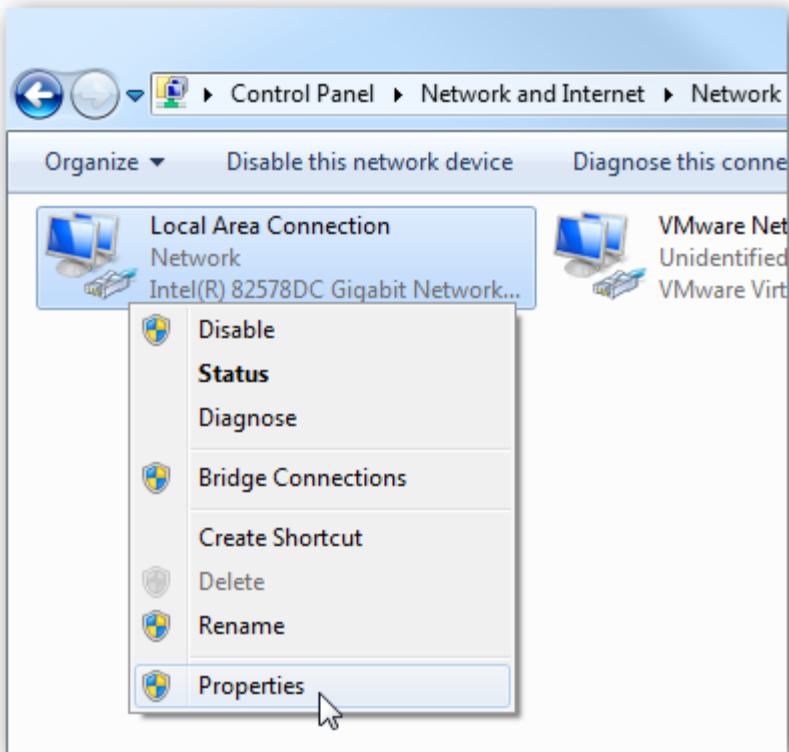 Control Panel Network and Internet Network
Organize Disable this network device Diagnose this conne
Local Area Connection
Network
Intel(R) 82578DC Gigabit Network...
VMware Net
Unidentified
VMware Virt
Disable
Status
Diagnose
Bridge Connections
Create Shortcut
Delete
Rename
Properties